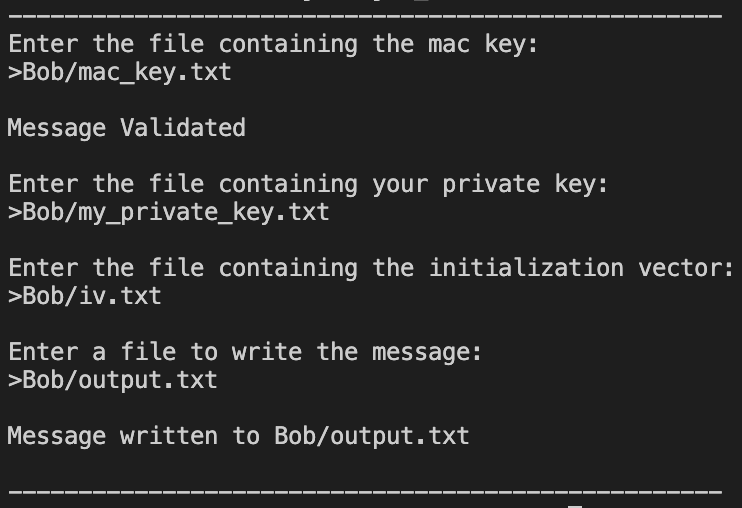 --------------------------------------------------
Enter the file containing the mac key:
>Bob/mac_key.txt
Message Validated
Enter the file containing your private key:
>Bob/my_private_key.txt
Enter the file containing the initialization vector:
>Bob/iv.txt
Enter a file to write the message:
>Bob/output.txt
Message written to Bob/output.txt
--------------------------------------------------